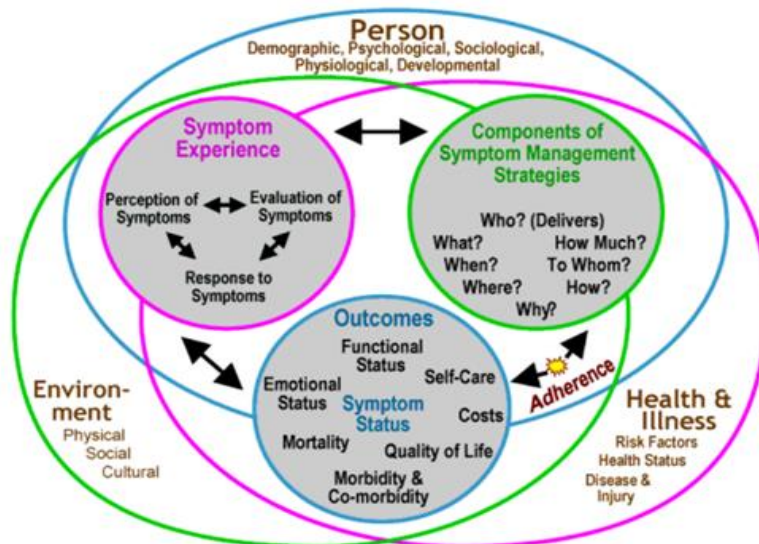 Person
Demographic, Psychological, Sociological,
Physiological, Developmental
Symptom
Experience
Perception of
Symptoms
Evaluation of
Symptoms
Response to
Symptoms
Components of
Symptom Management
Strategies
Who? (Delivers)
What? How Much?
When? To Whom?
Where? How?
Why?
Outcomes
Functional
Status
Emotional
Status
Self-Care
Symptom
Status
Costs
Mortality
Quality of Life
Morbidity &
Co-morbidity
Adherence
Environ-
ment
Physical
Social
Cultural
Health &
Illness
Risk Factors
Health Status
Disease &
Injury